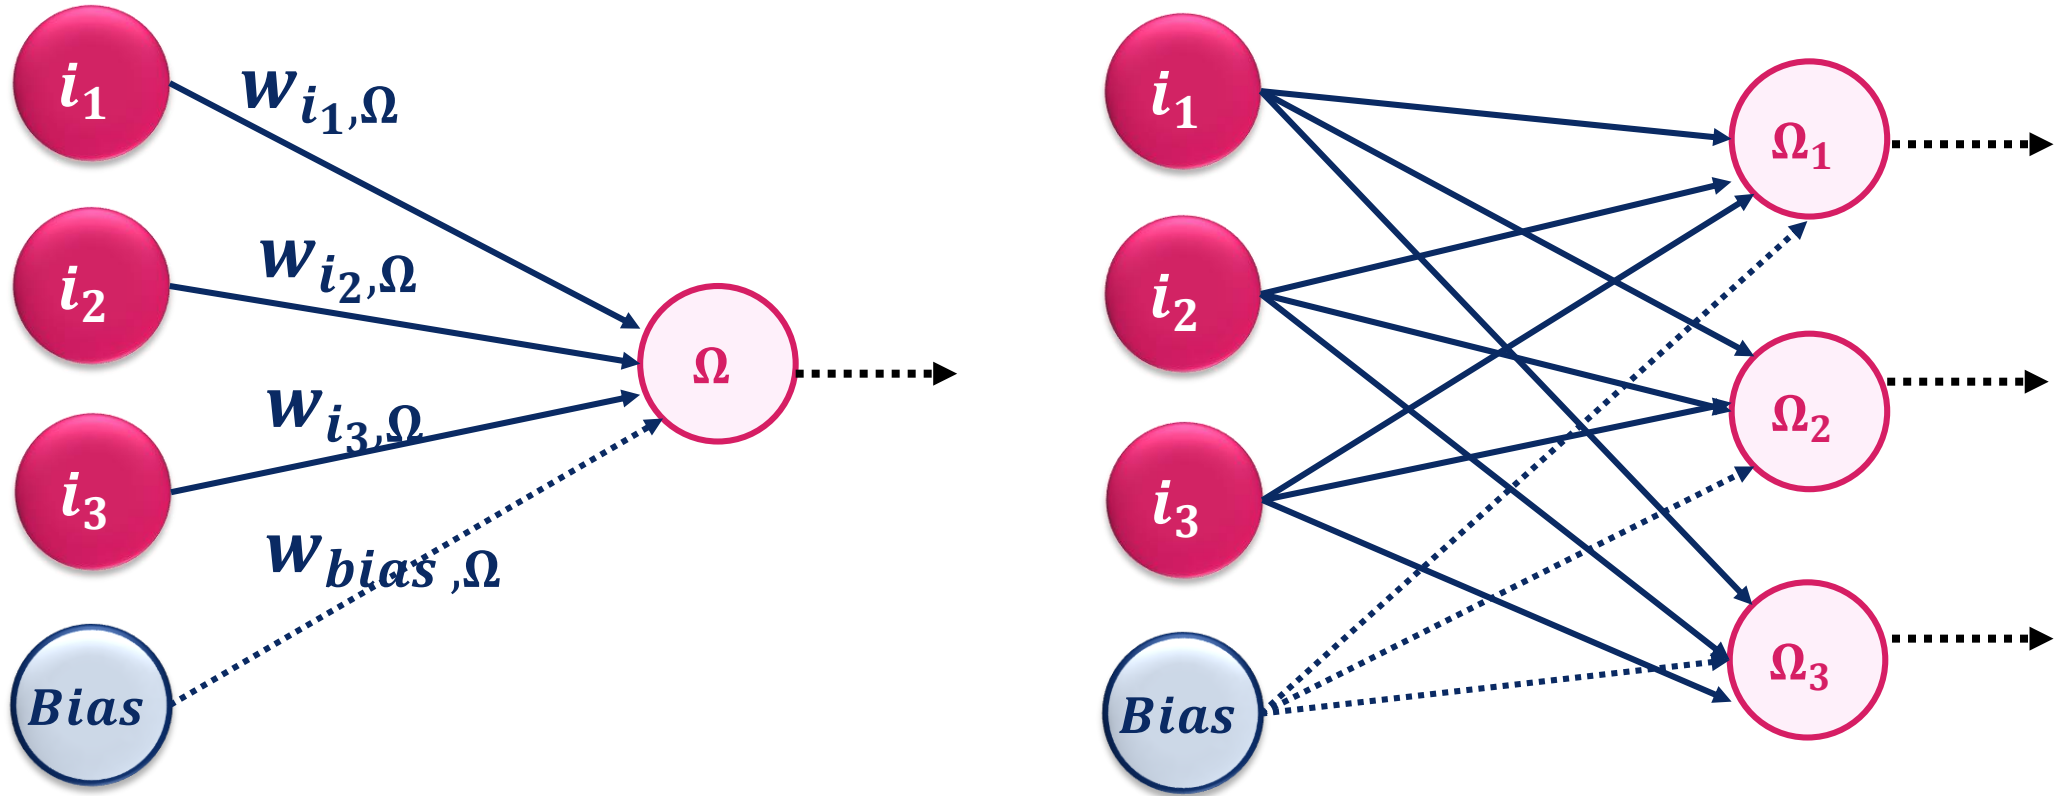 i₁
w_{i₁,Ω}
i₂
w_{i₂,Ω}
i₃
w_{i₃,Ω}
Bias
w_{bias ,Ω}
Ω
i₁
i₂
i₃
Bias
Ω₁
Ω₂
Ω₃